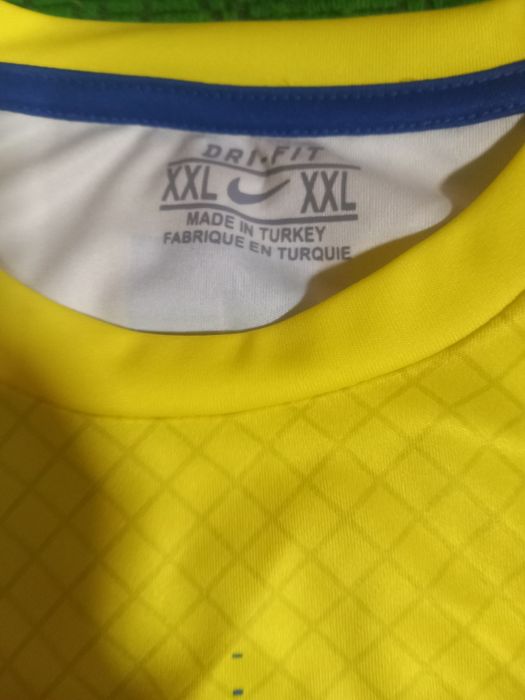 DRI-FIT
XXL XXL
MADE IN TURKEY
FABRIQUE EN TURQUIE